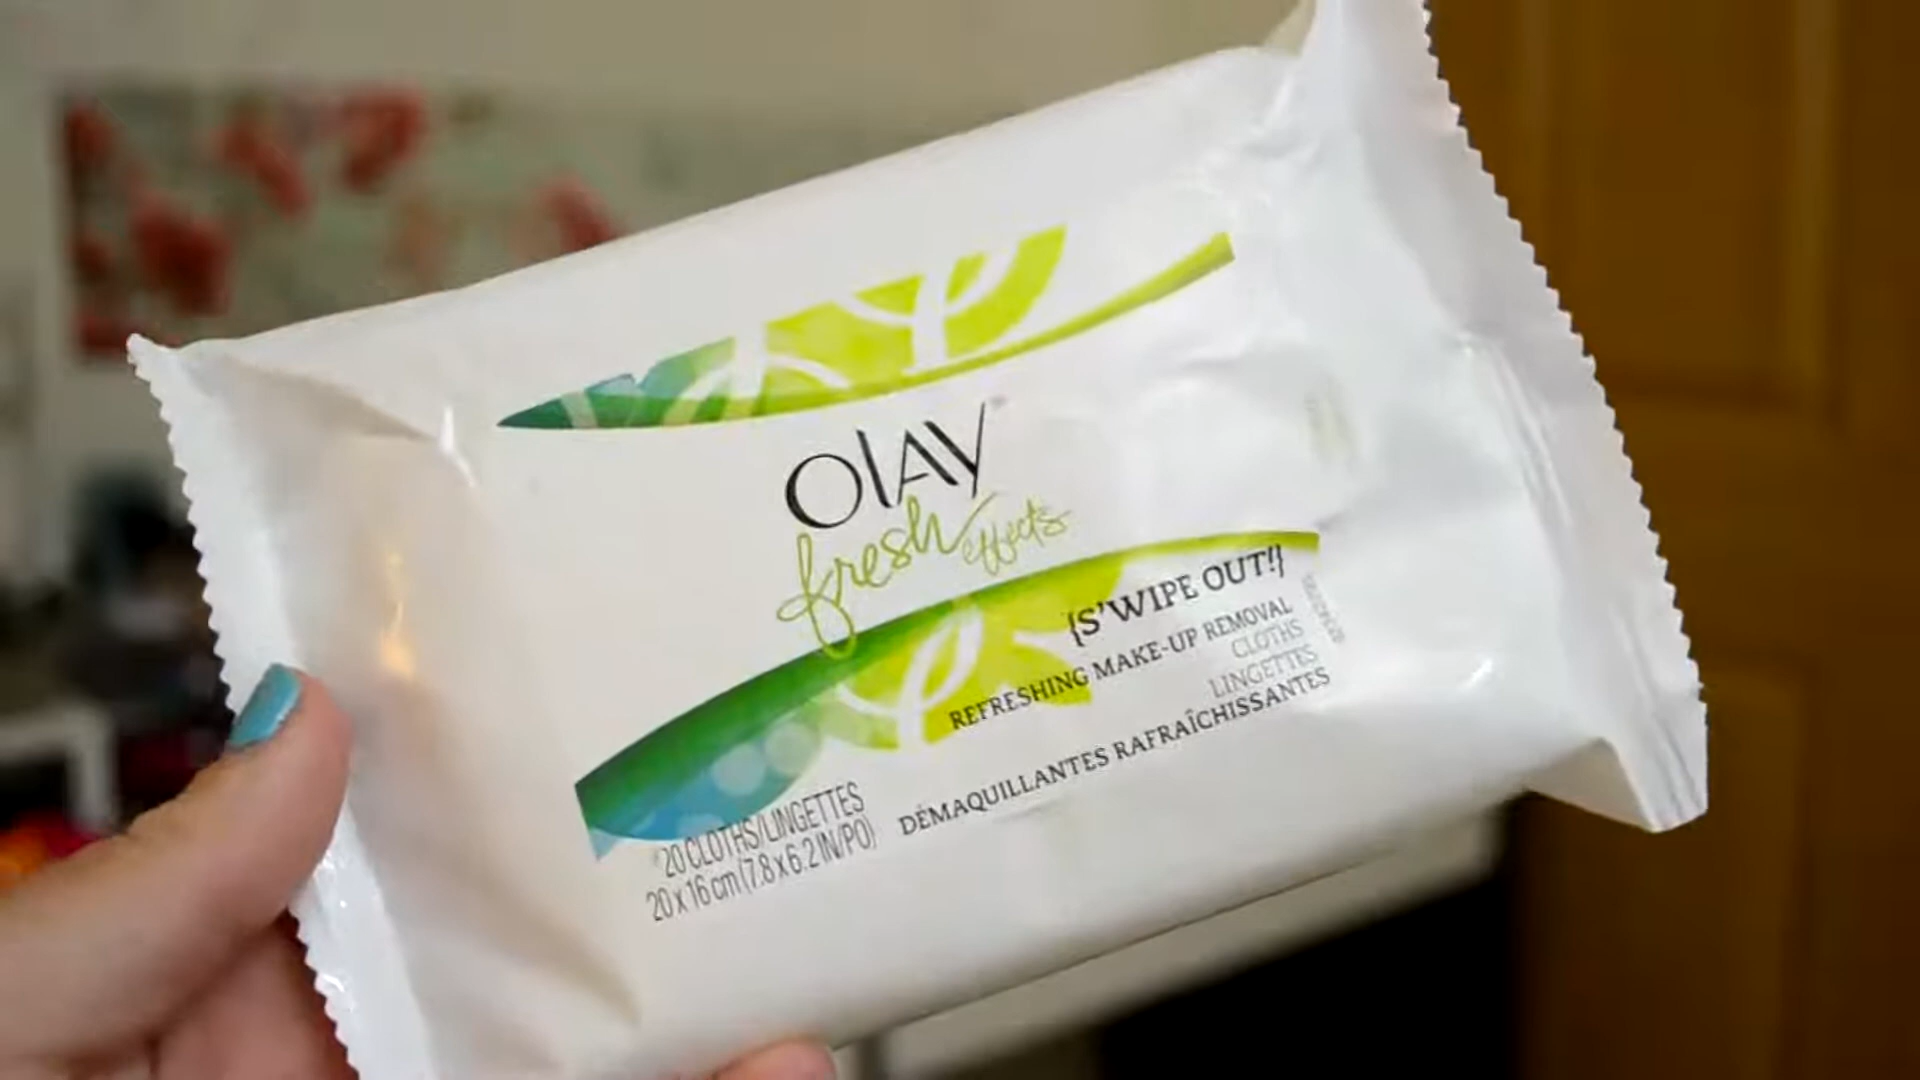 OLAY
fresh effects
{S'WIPE OUT!}
REFRESHING MAKE-UP REMOVAL
CLOTHS
LINGETTES
DÉMAQUILLANTES RAFRAÎCHISSANTES
20 CLOTHS/LINGETTES
20 x 16 cm (7.8 x 6.2 IN/PO)